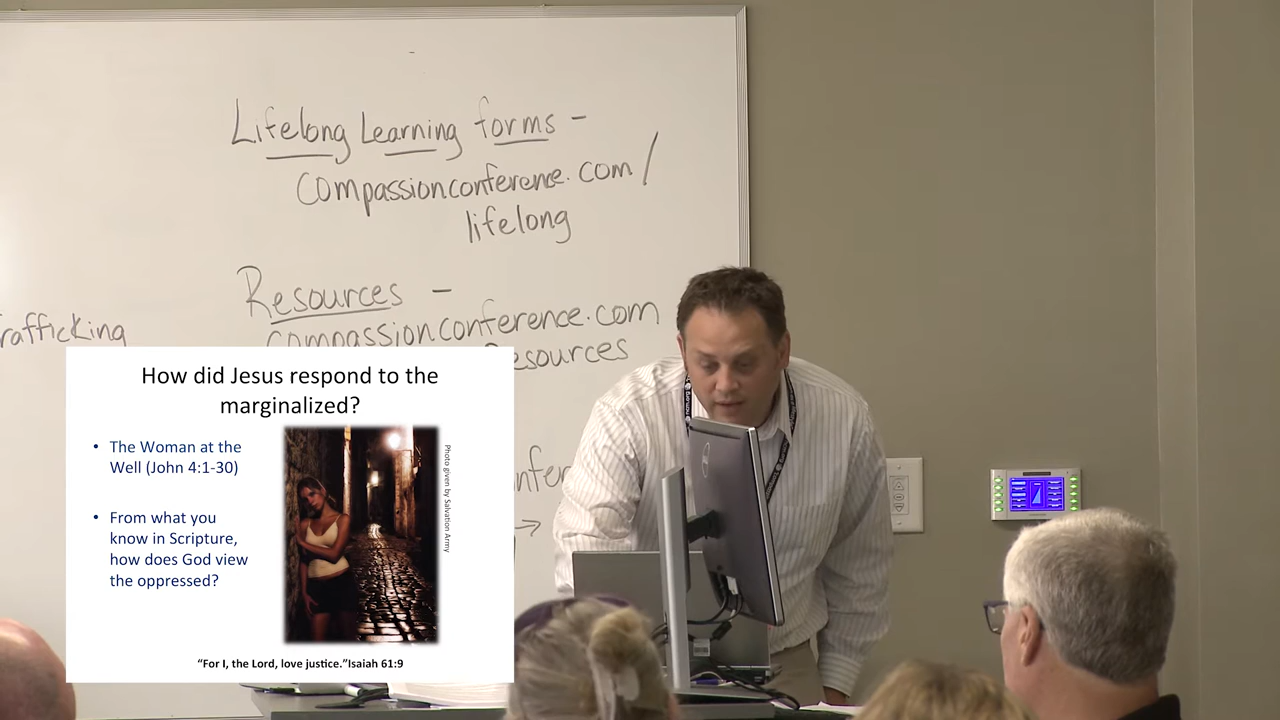 Lifelong Learning forms -
compassionconference.com/
lifelong
Resources -
compassionconference.com
esources
rafficking
How did Jesus respond to the
marginalized?
• The Woman at the
Well (John 4:1-30)
• From what you
know in Scripture,
how does God view
the oppressed?
Photo given by Salvation Army
“For I, the Lord, love justice.”Isaiah 61:9